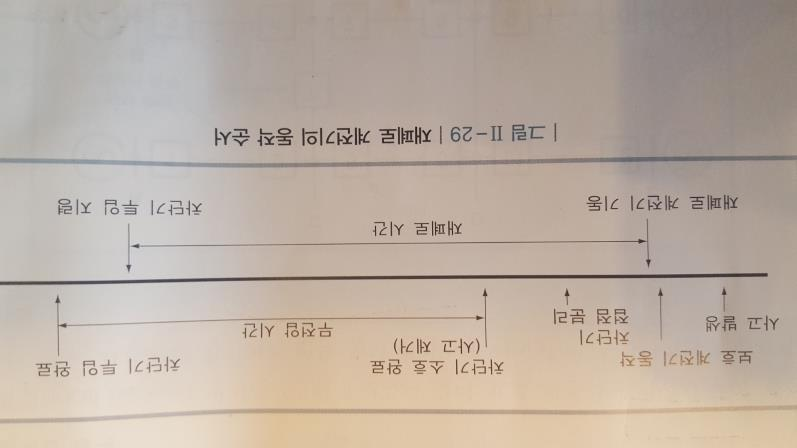 보호 계전기 동작
사고 발생
차단기
접점 분리
차단기 소호 완료
(사고 제거)
무전압 시간
차단기 투입 완료
재폐로 시간
재폐로 계전기 기동
차단기 투입 지령
| 그림 Ⅱ-29 | 재폐로 계전기의 동작 순서